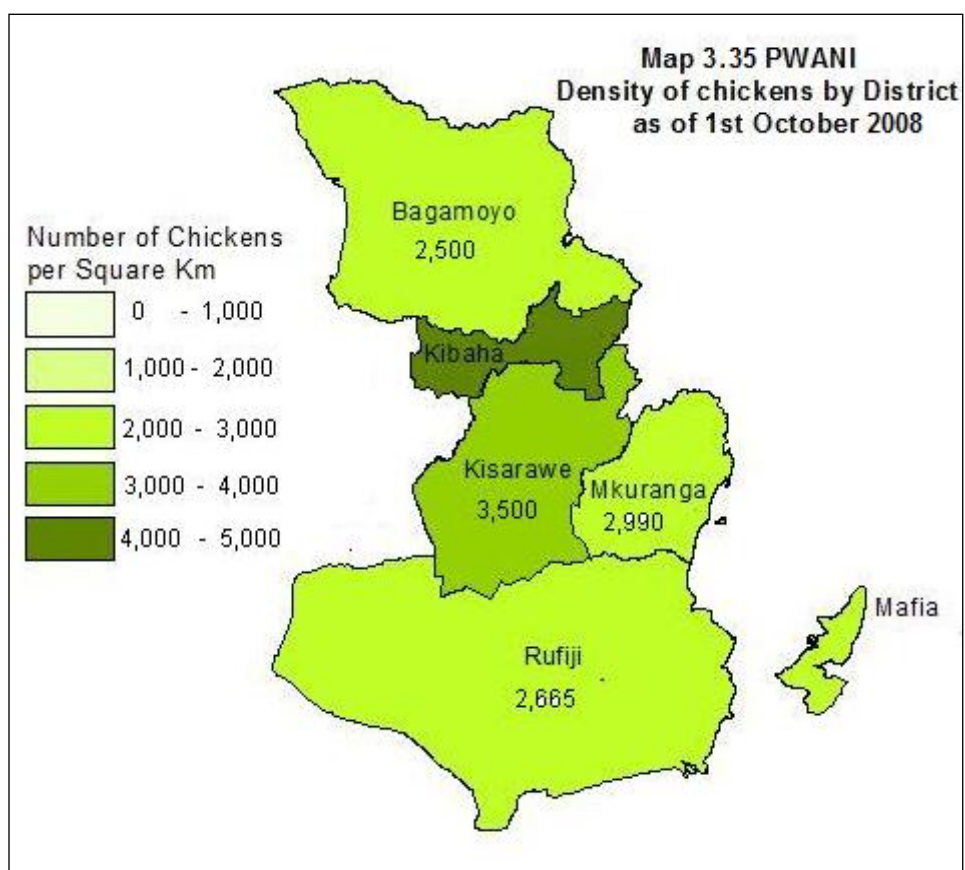 Map 3.35 PWANI
Density of chickens by District
as of 1st October 2008
Number of Chickens
per Square Km
0 - 1,000
1,000 - 2,000
2,000 - 3,000
3,000 - 4,000
4,000 - 5,000
Bagamoyo
2,500
Kibaha
Kisarawe
3,500
Mkuranga
2,990
Mafia
Rufiji
2,665